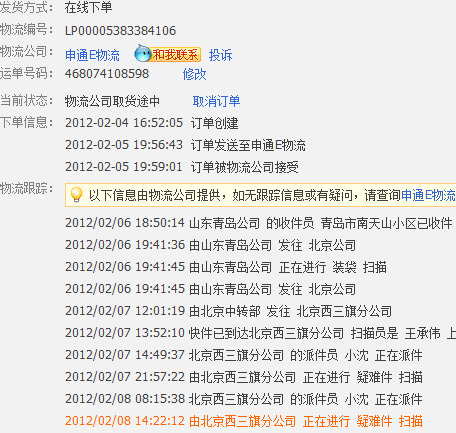 发货方式： 在线下单
物流编号： LP00005383384106
物流公司： 申通E物流 和我联系 投诉
运单号码： 468074108598 修改
当前状态： 物流公司取货途中 取消订单
下单信息： 2012-02-04 16:52:05 订单创建
2012-02-05 19:56:43 订单发送至申通E物流
2012-02-05 19:59:01 订单被物流公司接受
物流跟踪： 以下信息由物流公司提供，如无跟踪信息或有疑问，请查询申通E物流
2012/02/06 18:50:14 山东青岛公司 的收件员 青岛市南天山小区已收件
2012/02/06 19:41:36 由山东青岛公司 发往 北京公司
2012/02/06 19:41:45 由山东青岛公司 正在进行 装袋 扫描
2012/02/06 19:41:45 由山东青岛公司 发往 北京公司
2012/02/07 12:01:19 由北京中转部 发往 北京西三旗分公司
2012/02/07 13:52:10 快件已到达北京西三旗分公司 扫描员是 王承伟 上
2012/02/07 14:49:37 北京西三旗分公司 的派件员 小沈 正在派件
2012/02/07 21:57:22 由北京西三旗分公司 正在进行 疑难件 扫描
2012/02/08 08:15:38 北京西三旗分公司 的派件员 小沈 正在派件
2012/02/08 14:22:12 由北京西三旗分公司 正在进行 疑难件 扫描